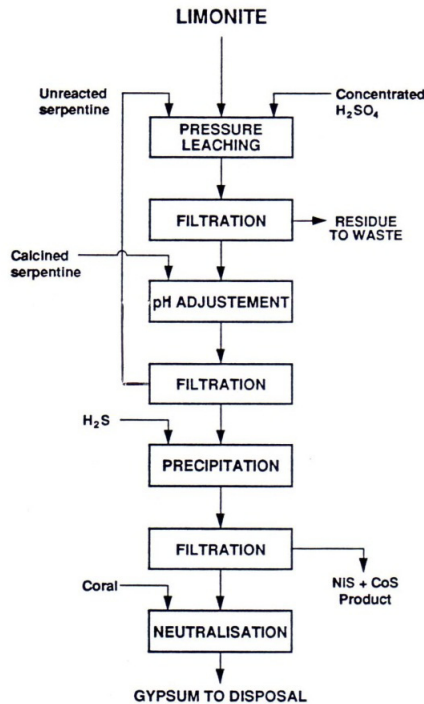 LIMONITE
Unreacted
serpentine
Concentrated
H₂SO₄
PRESSURE
LEACHING
FILTRATION
RESIDUE
TO WASTE
Calcined
serpentine
pH ADJUSTEMENT
FILTRATION
H₂S
PRECIPITATION
FILTRATION
NIS + CoS
Product
Coral
NEUTRALISATION
GYPSUM TO DISPOSAL